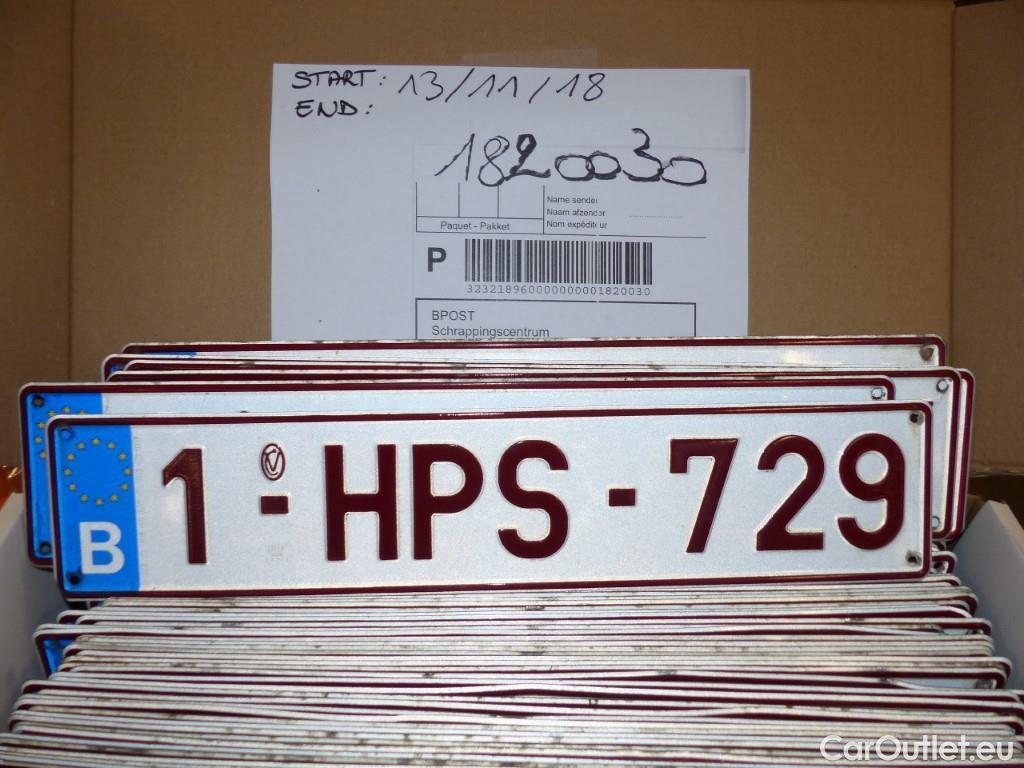 START: 13/11/18
END:
1820030
Name sender
Naam afzender
Paquet - Pakket
Nom expéditeur
P
323218960000000001820030
BPOST
Schrappingscentrum
B
1-HPS-729
CarOutlet.eu